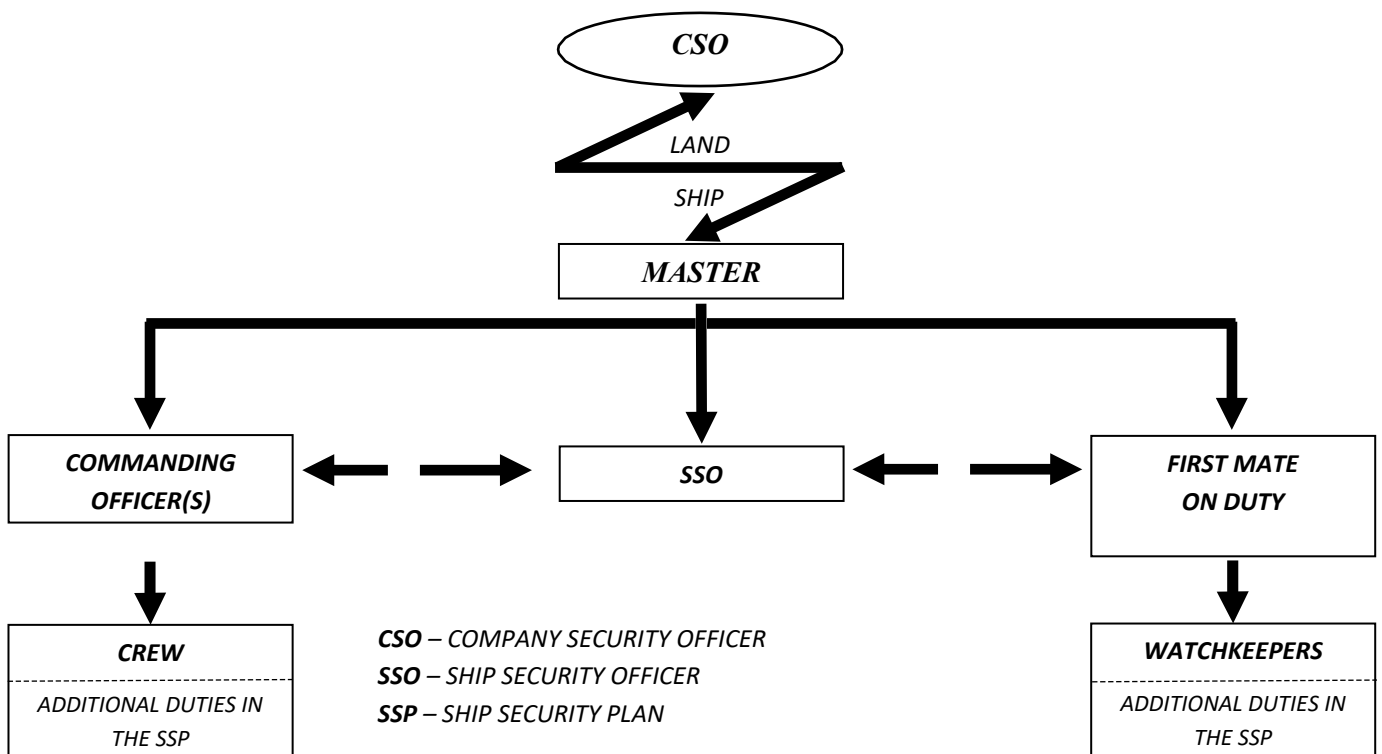 CSO
LAND
SHIP
MASTER
COMMANDING
OFFICER(S)
SSO
FIRST MATE
ON DUTY
CREW
ADDITIONAL DUTIES IN
THE SSP
CSO – COMPANY SECURITY OFFICER
SSO – SHIP SECURITY OFFICER
SSP – SHIP SECURITY PLAN
WATCHKEEPERS
ADDITIONAL DUTIES IN
THE SSP